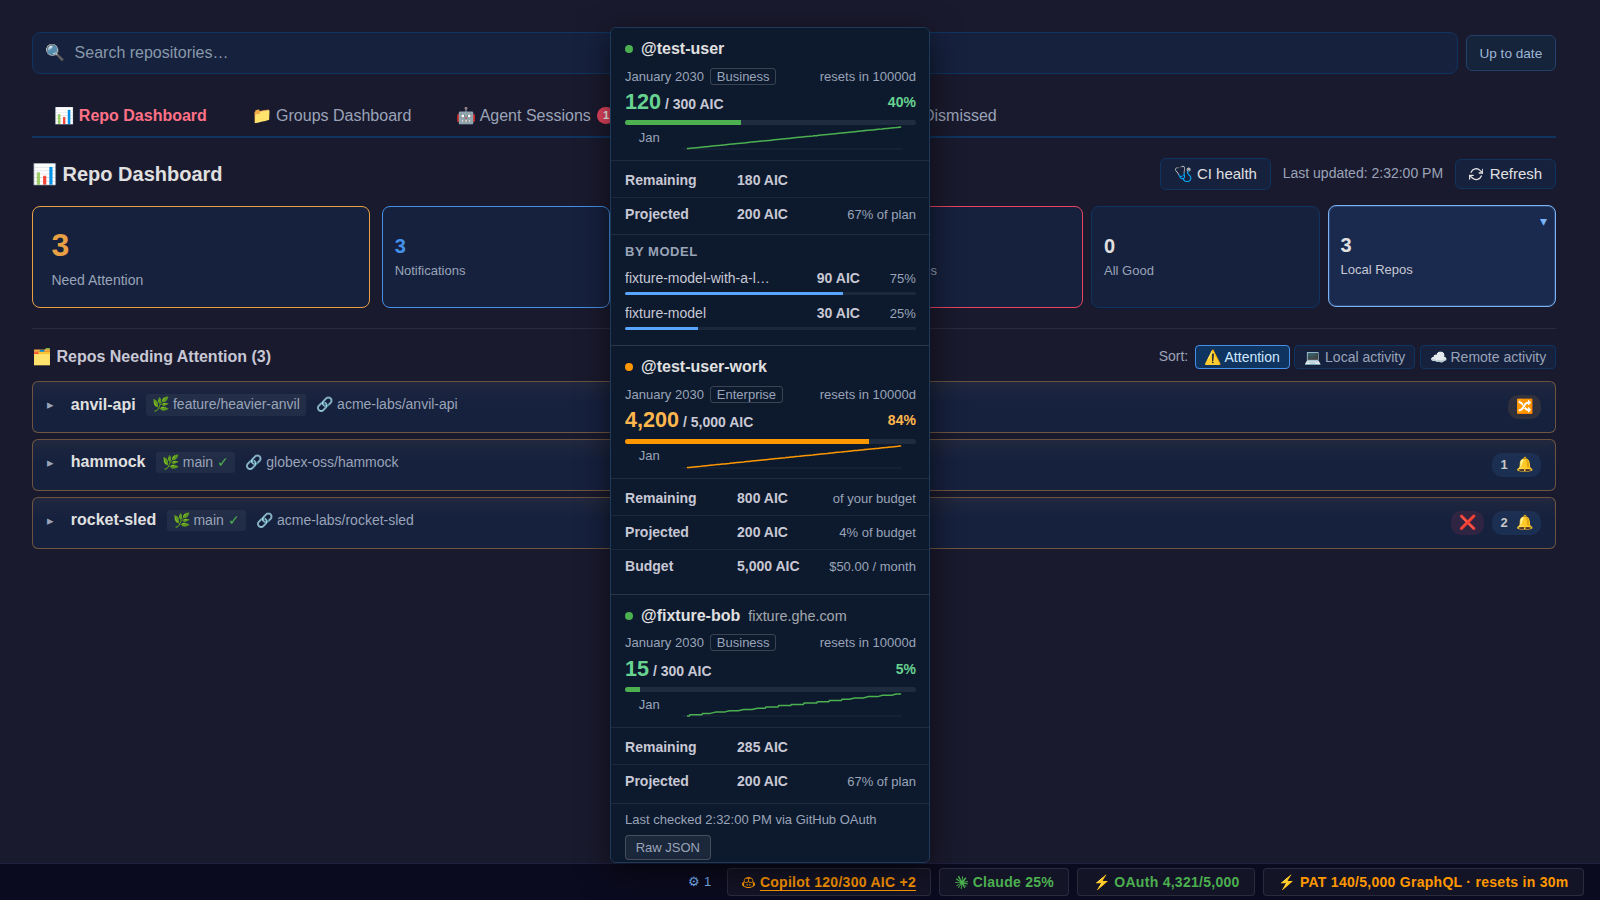 Search repositories…
Up to date
Repo Dashboard
Groups Dashboard
Agent Sessions 1
Dismissed
Repo Dashboard
CI health
Last updated: 2:32:00 PM
Refresh
3
Need Attention
3
Notifications
s
0
All Good
3
Local Repos
▾
Repos Needing Attention (3)
Sort: Attention Local activity Remote activity
▸ anvil-api feature/heavier-anvil acme-labs/anvil-api
▸ hammock main ✓ globex-oss/hammock 1
▸ rocket-sled main ✓ acme-labs/rocket-sled 2
@test-user
January 2030 Business resets in 10000d
120 / 300 AIC 40%
Jan
Remaining 180 AIC
Projected 200 AIC 67% of plan
BY MODEL
fixture-model-with-a-l… 90 AIC 75%
fixture-model 30 AIC 25%
@test-user-work
January 2030 Enterprise resets in 10000d
4,200 / 5,000 AIC 84%
Jan
Remaining 800 AIC of your budget
Projected 200 AIC 4% of budget
Budget 5,000 AIC $50.00 / month
@fixture-bob fixture.ghe.com
January 2030 Business resets in 10000d
15 / 300 AIC 5%
Jan
Remaining 285 AIC
Projected 200 AIC 67% of plan
Last checked 2:32:00 PM via GitHub OAuth
Raw JSON
1
Copilot 120/300 AIC +2
Claude 25%
OAuth 4,321/5,000
PAT 140/5,000 GraphQL · resets in 30m